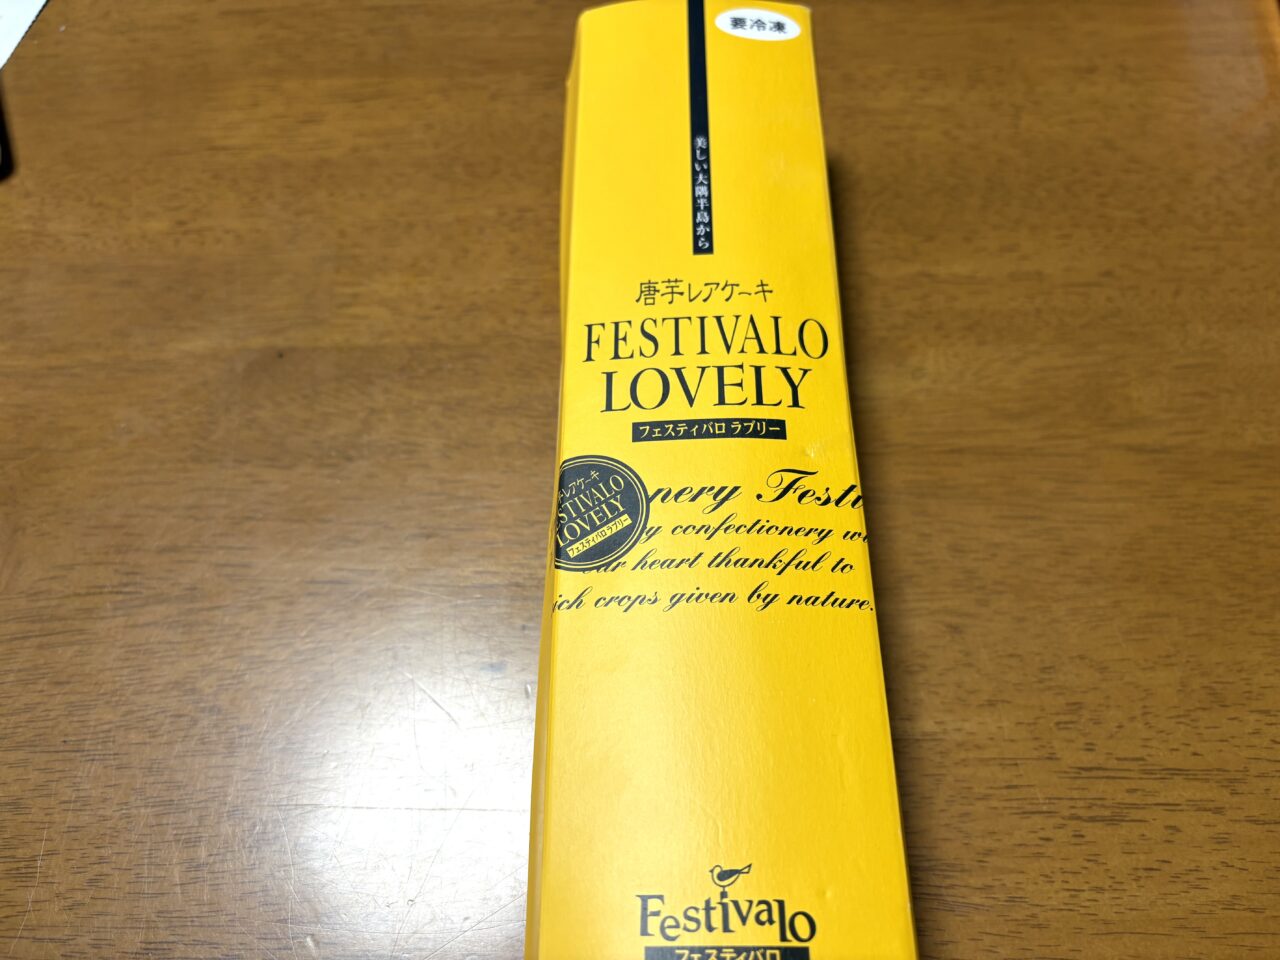 要冷凍
美しい大隅半島から
唐芋レアケーキ
FESTIVALO
LOVELY
フェスティバロ ラブリー
レアケーキ
STIVALO
LOVELY
フェスティバロ ラブリー
nery Festi
y confectionery
our heart thankful to
ich crops given by nature.
Festivalo
フェスティバロ